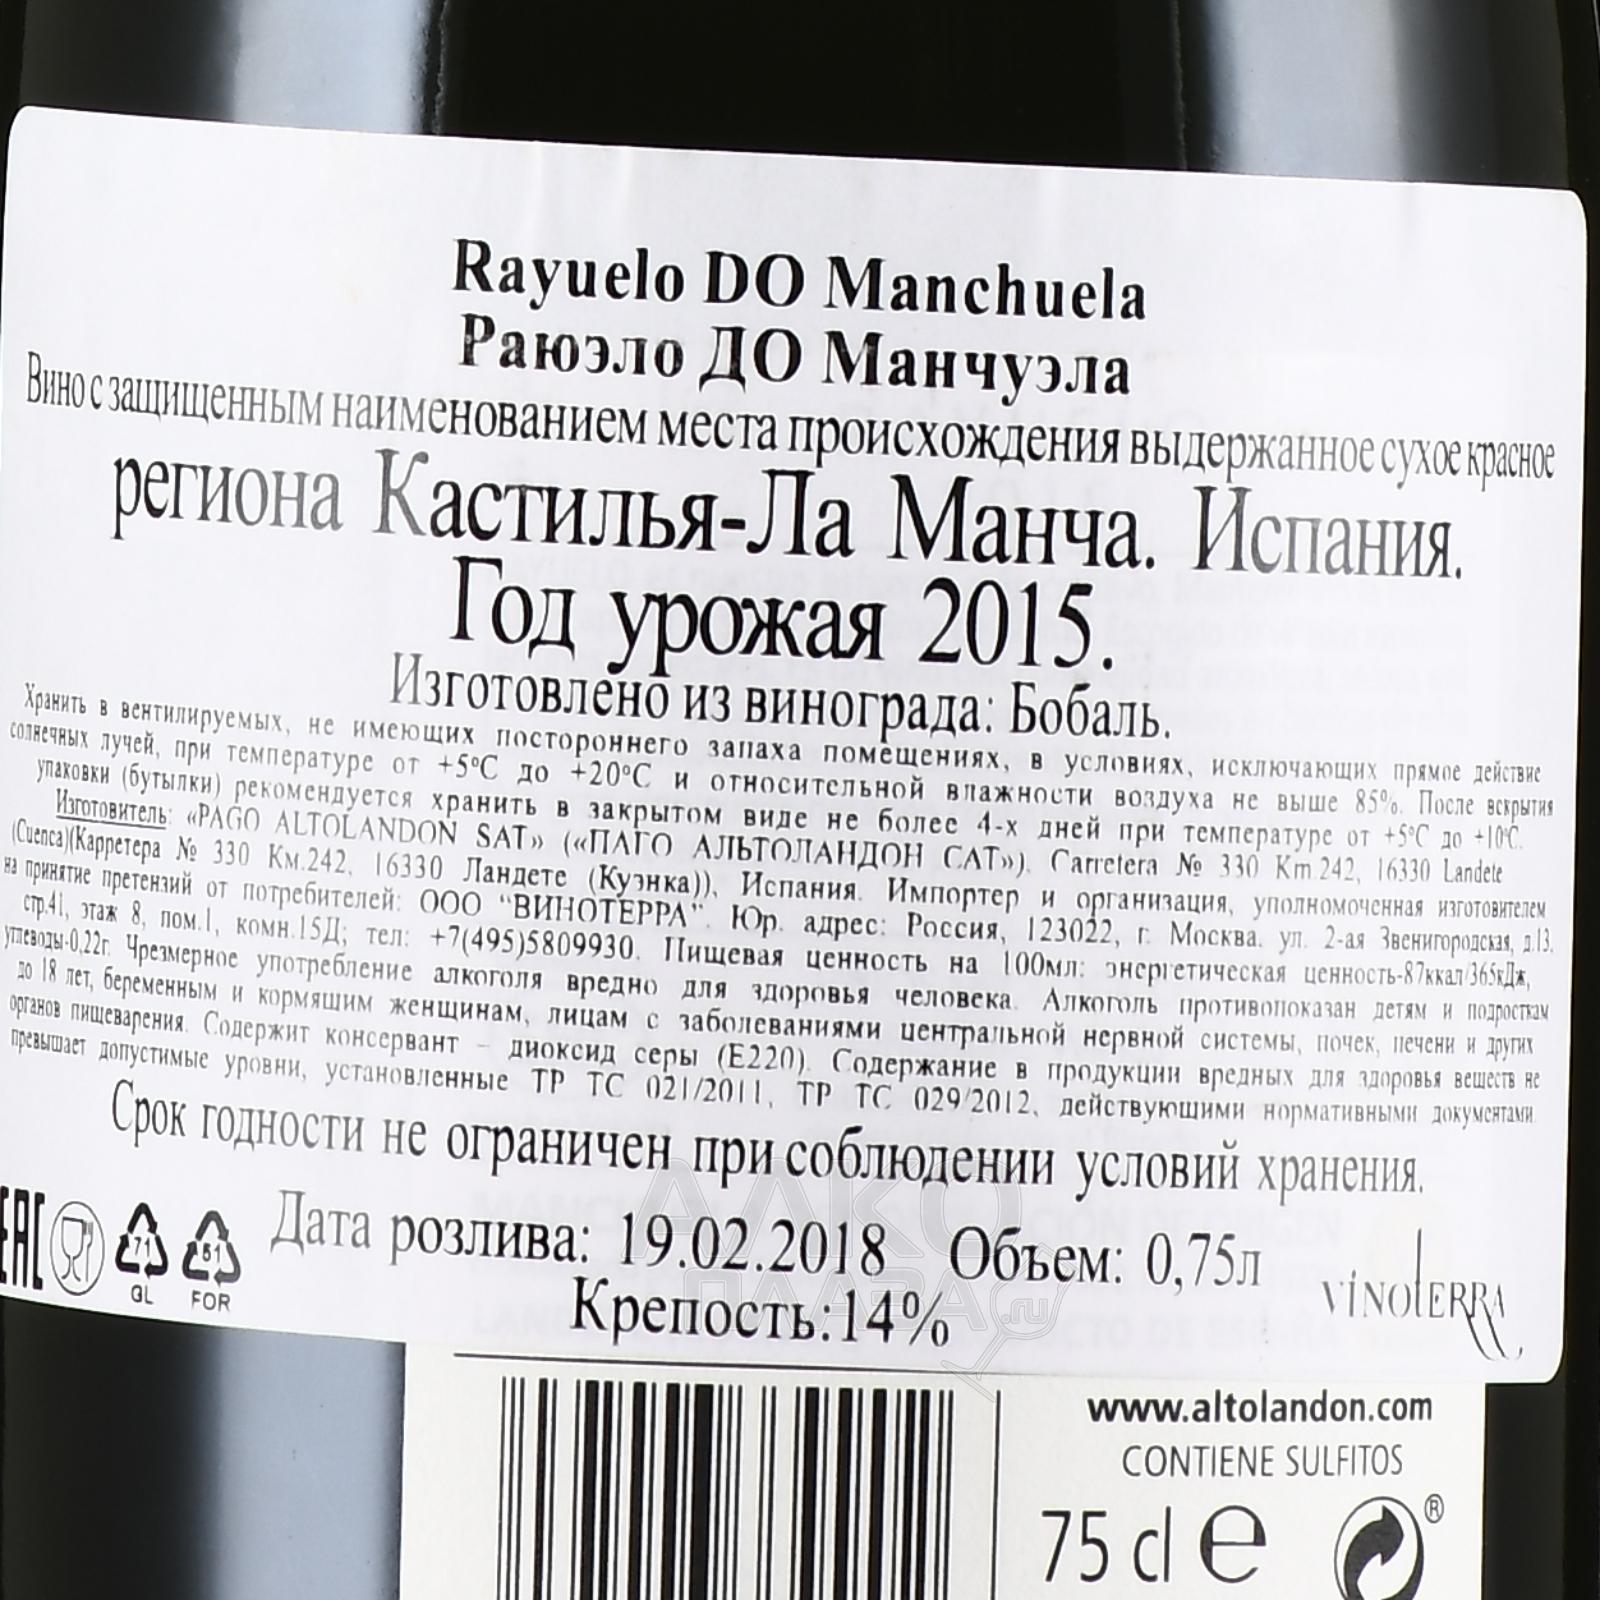 Rayuelo DO Manchuela
Раюэло ДО Манчуэла
Вино с защищенным наименованием места происхождения выдержанное сухое красное
региона Кастилья-Ла Манча. Испания.
Год урожая 2015.
Изготовлено из винограда: Бобаль.
Хранить в вентилируемых, не имеющих постороннего запаха помещениях, в условиях, исключающих прямое действие
солнечных лучей, при температуре от +5°С до +20°С и относительной влажности воздуха не выше 85%. После вскрытия
упаковки (бутылки) рекомендуется хранить в закрытом виде не более 4-х дней при температуре от +5°С до +10°С.
Изготовитель: «PAGO ALTOLANDON SAT» («ПАГО АЛЬТОЛАНДОН САТ»). Carretera № 330 Km.242, 16330 Landete
(Cuenca)(Карретера № 330 Км.242, 16330 Ландете (Куэнка)), Испания. Импортер и организация, уполномоченная изготовителем
на принятие претензий от потребителей: ООО "ВИНОТЕРРА". Юр. адрес: Россия, 123022, г. Москва, ул. 2-ая Звенигородская, д.13,
стр.41, этаж 8, пом.I, комн.15Д; тел: +7(495)5809930. Пищевая ценность на 100мл: энергетическая ценность-87ккал/365кДж,
углеводы-0,22г. Чрезмерное употребление алкоголя вредно для здоровья человека. Алкоголь противопоказан детям и подросткам
до 18 лет, беременным и кормящим женщинам, лицам с заболеваниями центральной нервной системы, почек, печени и других
органов пищеварения. Содержит консервант – диоксид серы (Е220). Содержание в продукции вредных для здоровья веществ не
превышает допустимые уровни, установленные ТР ТС 021/2011, ТР ТС 029/2012, действующими нормативными документами.
Срок годности не ограничен при соблюдении условий хранения.
EAC 71 GL 51 FOR
Дата розлива: 19.02.2018 Объем: 0,75л
Крепость:14%
VINOTERRA
АЛКО
ПЛАЗА.ru
www.altolandon.com
CONTIENE SULFITOS
75 cl e ®